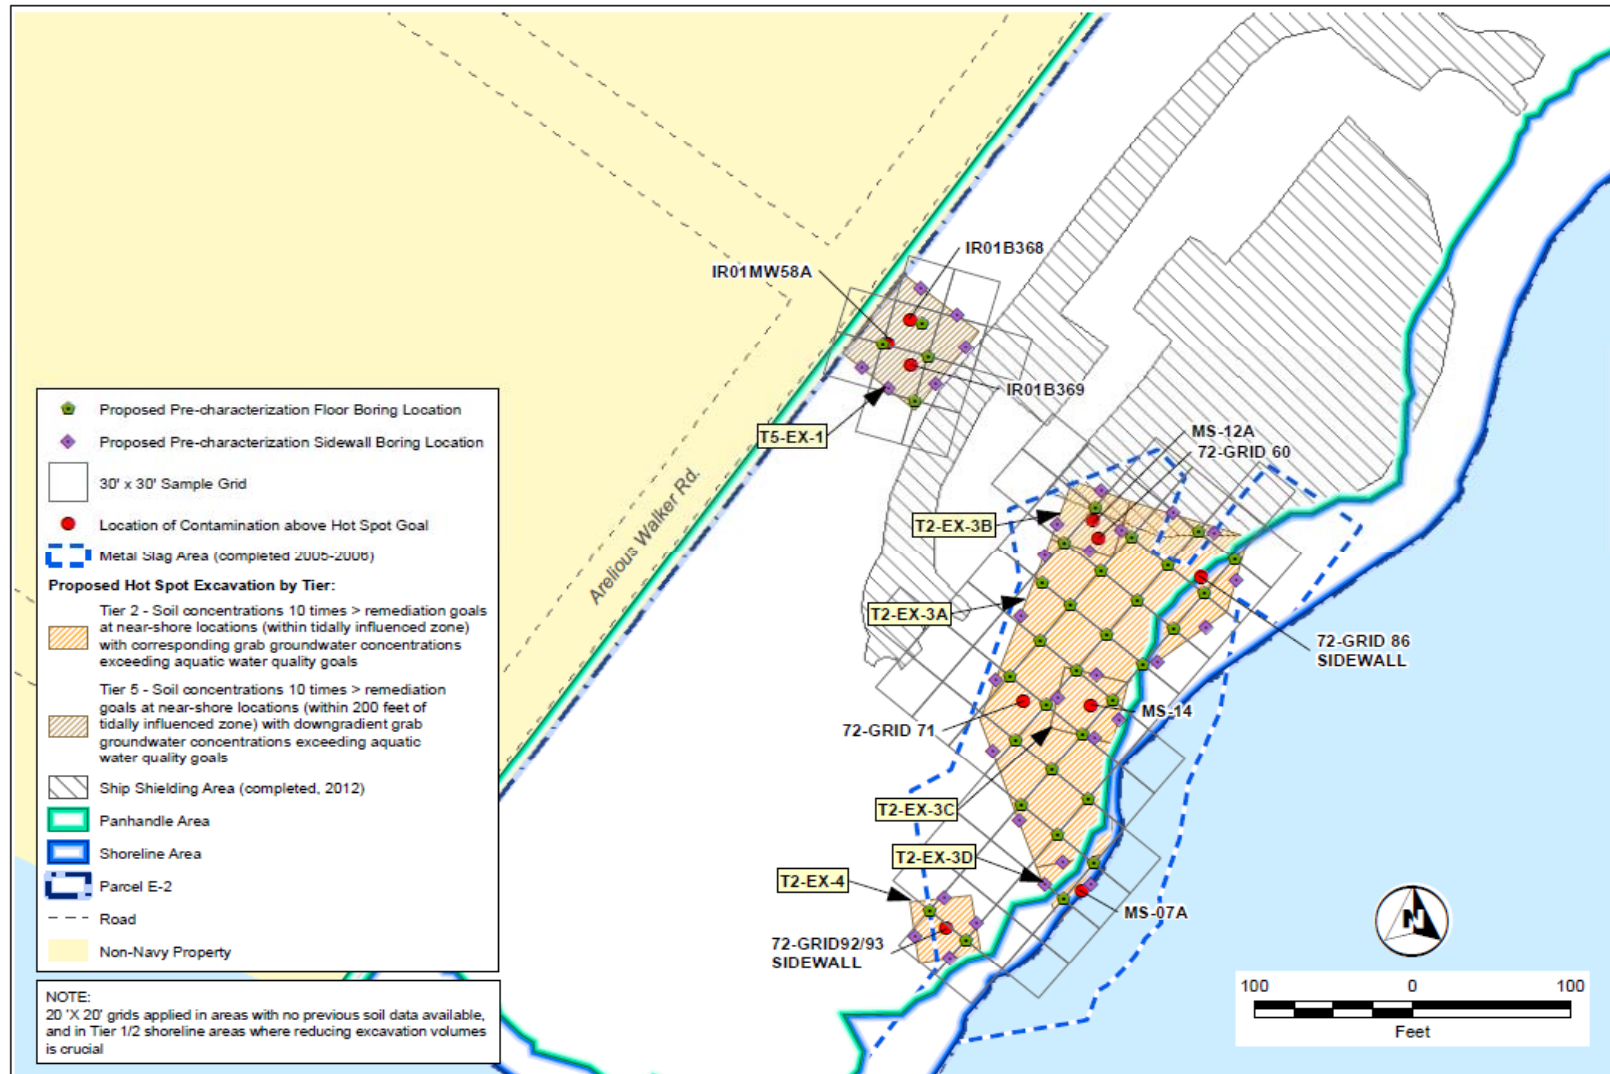 IR01B368
IR01MW58A
IR01B369
T5-EX-1
MS-12A
72-GRID 60
T2-EX-3B
T2-EX-3A
72-GRID 86
SIDEWALL
MS-14
72-GRID 71
T2-EX-3C
T2-EX-3D
T2-EX-4
MS-07A
72-GRID92/93
SIDEWALL
Arelious Walker Rd.
Proposed Pre-characterization Floor Boring Location
Proposed Pre-characterization Sidewall Boring Location
30' x 30' Sample Grid
Location of Contamination above Hot Spot Goal
Metal Slag Area (completed 2005-2006)
Proposed Hot Spot Excavation by Tier:
Tier 2 - Soil concentrations 10 times > remediation goals
at near-shore locations (within tidally influenced zone)
with corresponding grab groundwater concentrations
exceeding aquatic water quality goals
Tier 5 - Soil concentrations 10 times > remediation
goals at near-shore locations (within 200 feet of
tidally influenced zone) with downgradient grab
groundwater concentrations exceeding aquatic
water quality goals
Ship Shielding Area (completed, 2012)
Panhandle Area
Shoreline Area
Parcel E-2
Road
Non-Navy Property
NOTE:
20 'X 20' grids applied in areas with no previous soil data available,
and in Tier 1/2 shoreline areas where reducing excavation volumes
is crucial
N
100 0 100
Feet